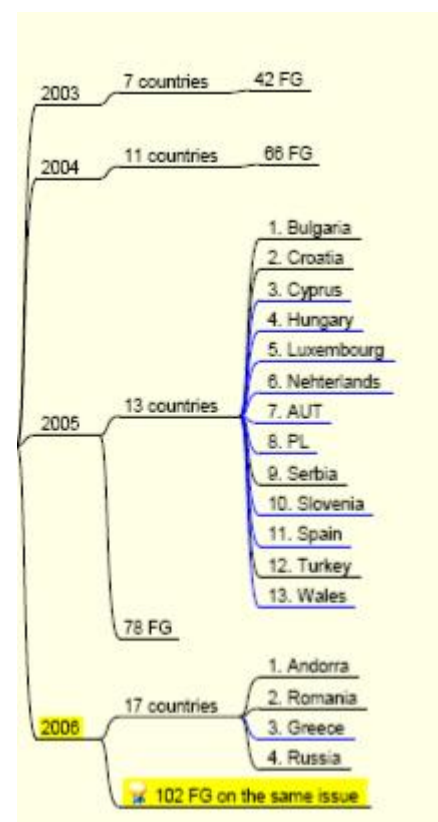 2003
7 countries
42 FG
2004
11 countries
66 FG
2005
13 countries
1. Bulgaria
2. Croatia
3. Cyprus
4. Hungary
5. Luxembourg
6. Nehterlands
7. AUT
8. PL
9. Serbia
10. Slovenia
11. Spain
12. Turkey
13. Wales
78 FG
2006
17 countries
1. Andorra
2. Romania
3. Greece
4. Russia
102 FG on the same issue